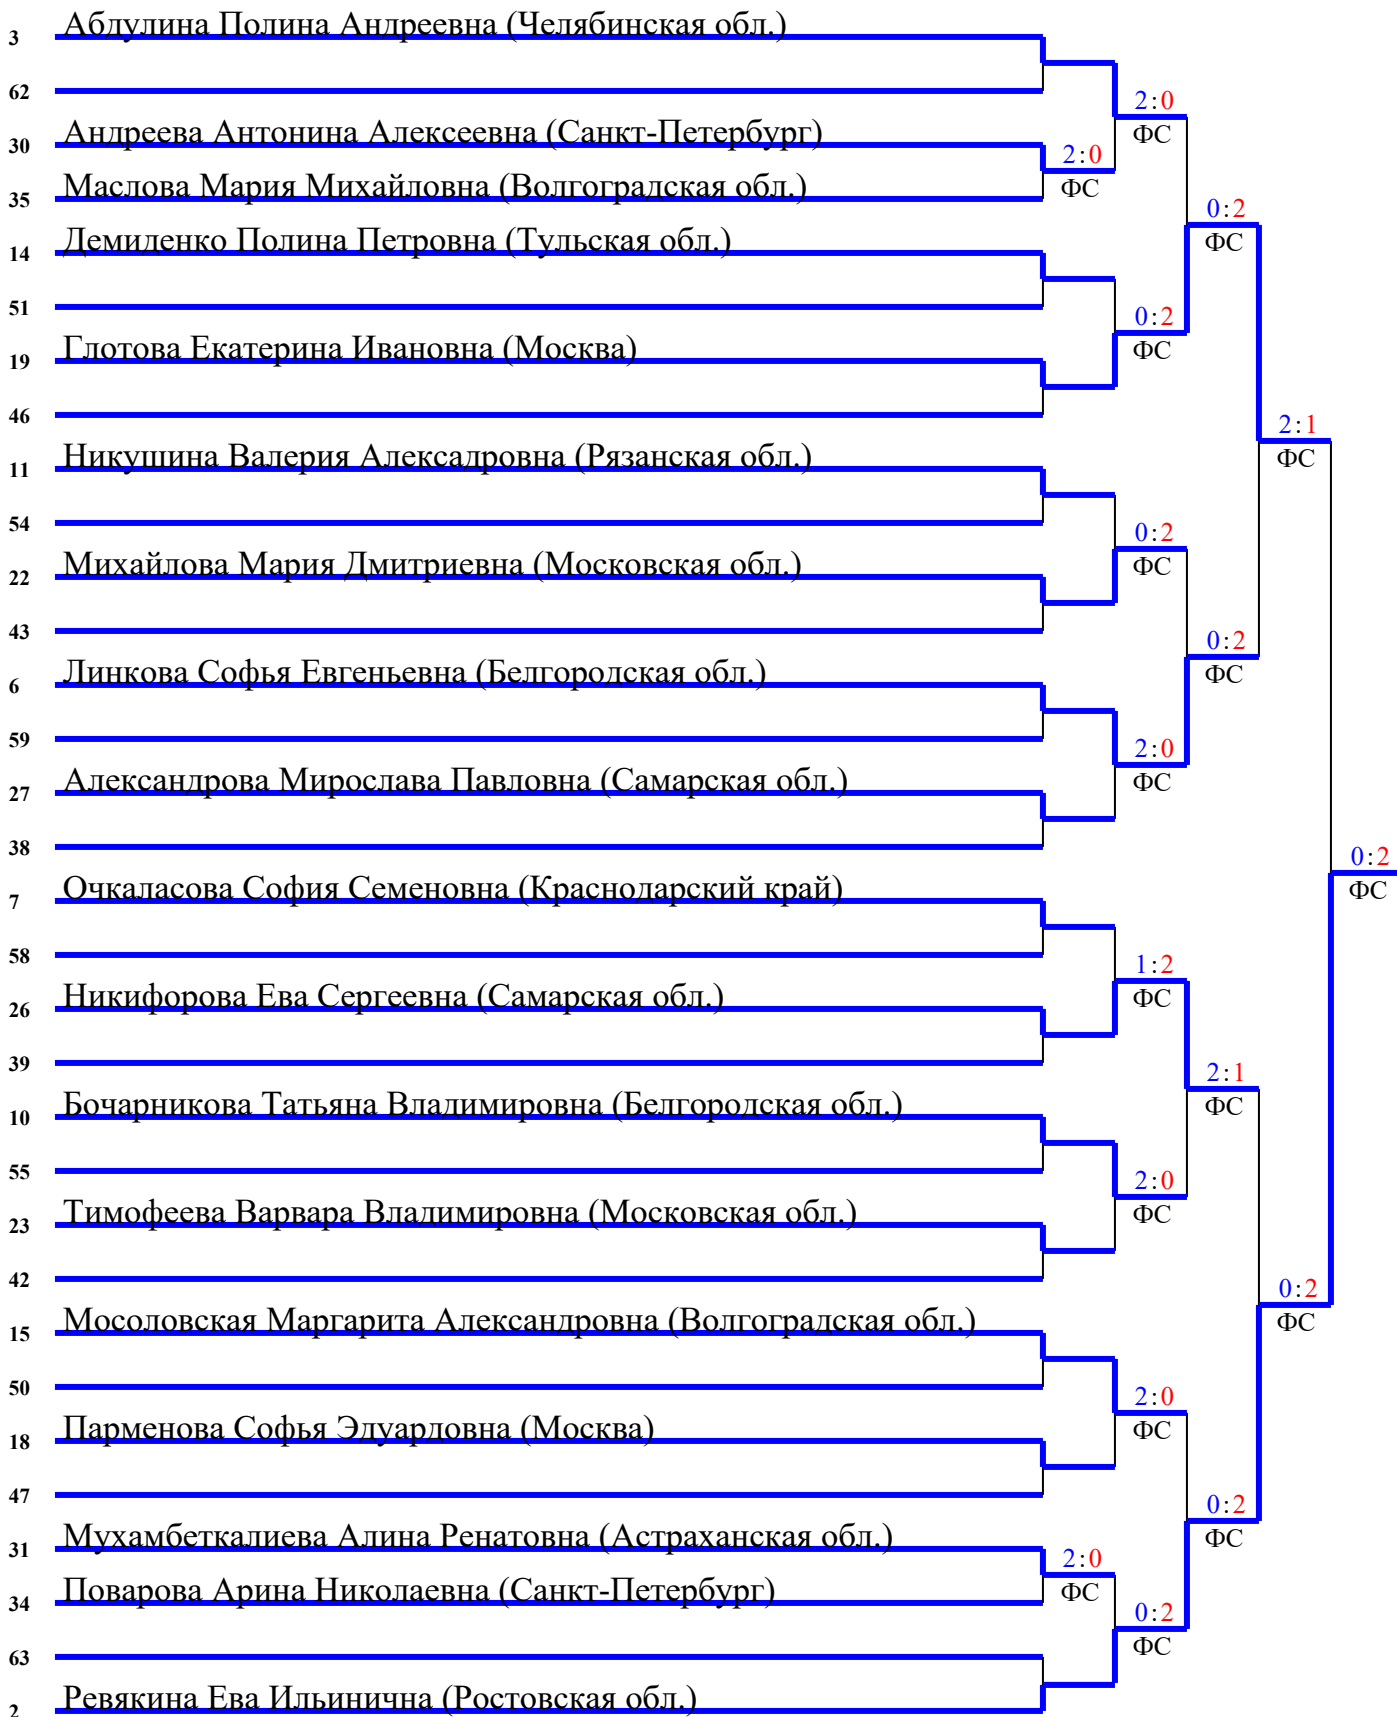 Абдулина Полина Андреевна (Челябинская обл.)
3
62
2:0
Андреева Антонина Алексеевна (Санкт-Петербург)
ФС
30
2:0
Маслова Мария Михайловна (Волгоградская обл.)
ФС
35
0:2
Демиденко Полина Петровна (Тульская обл.)
ФС
14
51
0:2
Глотова Екатерина Ивановна (Москва)
ФС
19
46
2:1
Никушина Валерия Алексадровна (Рязанская обл.)
ФС
11
54
0:2
Михайлова Мария Дмитриевна (Московская обл.)
ФС
22
43
0:2
Линкова Софья Евгеньевна (Белгородская обл.)
ФС
6
59
2:0
Александрова Мирослава Павловна (Самарская обл.)
ФС
27
38
0:2
Очкаласова София Семеновна (Краснодарский край)
ФС
7
58
1:2
Никифорова Ева Сергеевна (Самарская обл.)
ФС
26
39
2:1
Бочарникова Татьяна Владимировна (Белгородская обл.)
ФС
10
55
2:0
Тимофеева Варвара Владимировна (Московская обл.)
ФС
23
42
0:2
Мосоловская Маргарита Александровна (Волгоградская обл.)
ФС
15
50
2:0
Парменова Софья Эдуардовна (Москва)
ФС
18
47
0:2
Мухамбеткалиева Алина Ренатовна (Астраханская обл.)
ФС
31
2:0
Поварова Арина Николаевна (Санкт-Петербург)
ФС
34
0:2
ФС
63
Ревякина Ева Ильинична (Ростовская обл.)
2